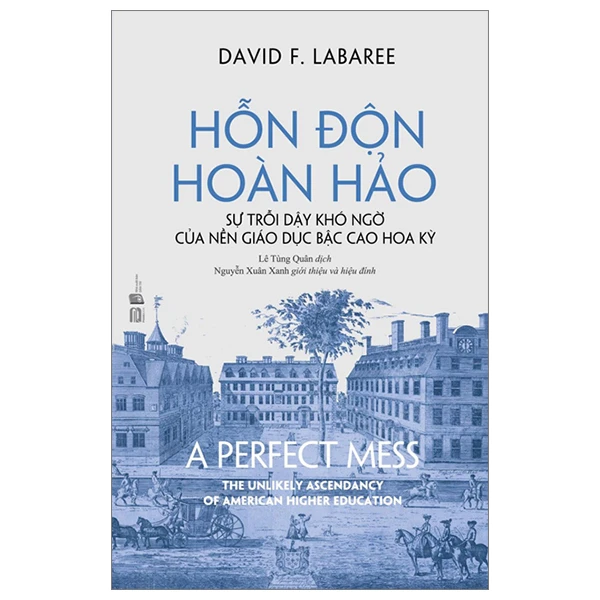 DAVID F. LABAREE
HỖN ĐỘN
HOÀN HẢO
SỰ TRỖI DẬY KHÓ NGỜ
CỦA NỀN GIÁO DỤC BẬC CAO HOA KỲ
Lê Tùng Quân dịch
Nguyễn Xuân Xanh giới thiệu và hiệu đính
A PERFECT MESS
THE UNLIKELY ASCENDANCY
OF AMERICAN HIGHER EDUCATION